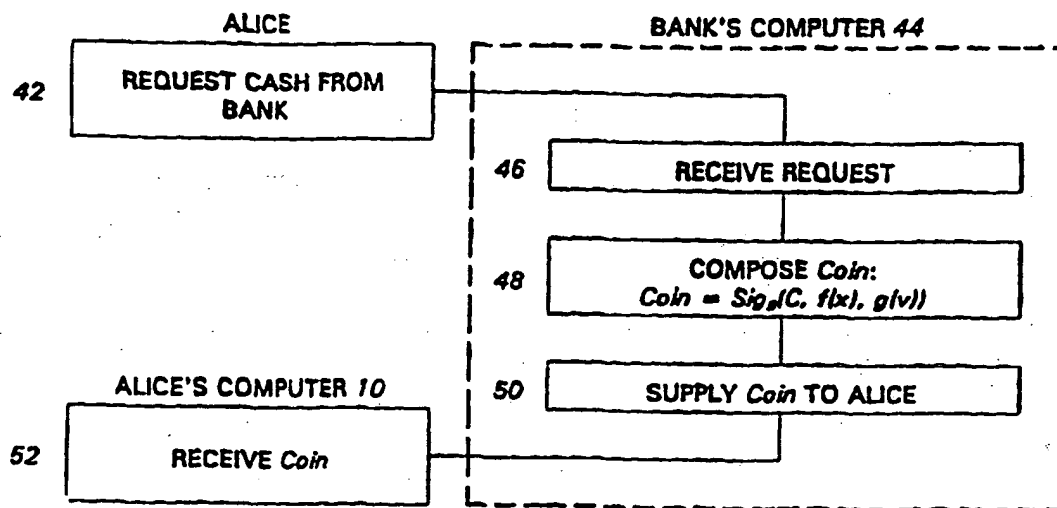 ALICE
BANK'S COMPUTER 44
42
REQUEST CASH FROM
BANK
46
RECEIVE REQUEST
48
COMPOSE Coin:
Coin = Sigₚ(C, f(x), g(v))
ALICE'S COMPUTER 10
50
SUPPLY Coin TO ALICE
52
RECEIVE Coin